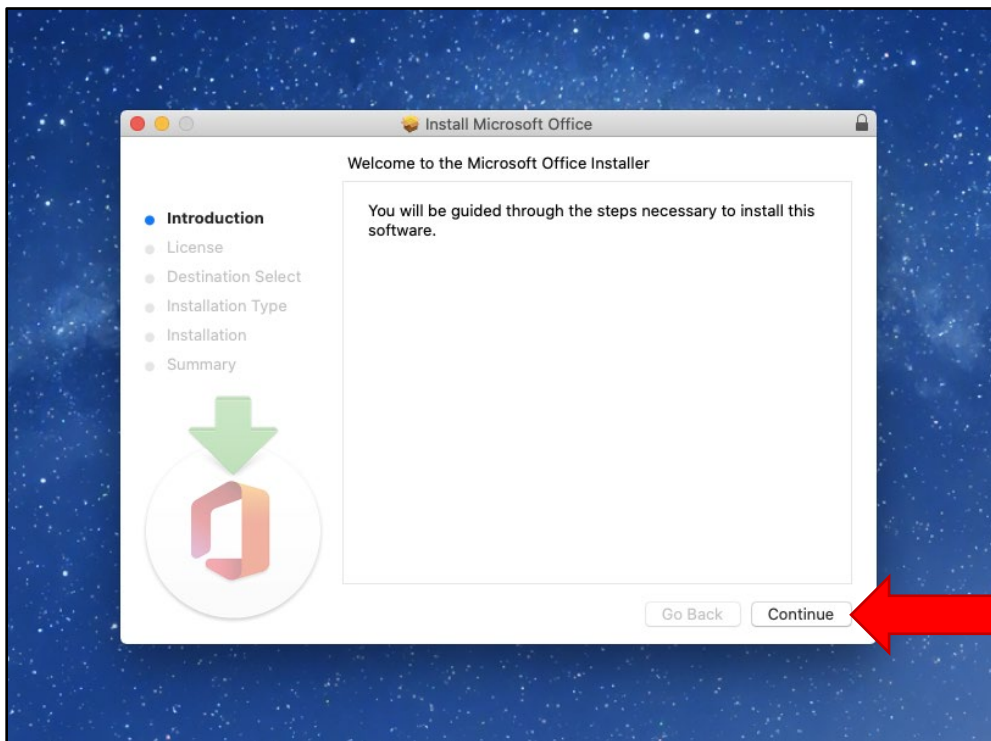 Install Microsoft Office
Welcome to the Microsoft Office Installer
Introduction
License
Destination Select
Installation Type
Installation
Summary
You will be guided through the steps necessary to install this
software.
Go Back
Continue